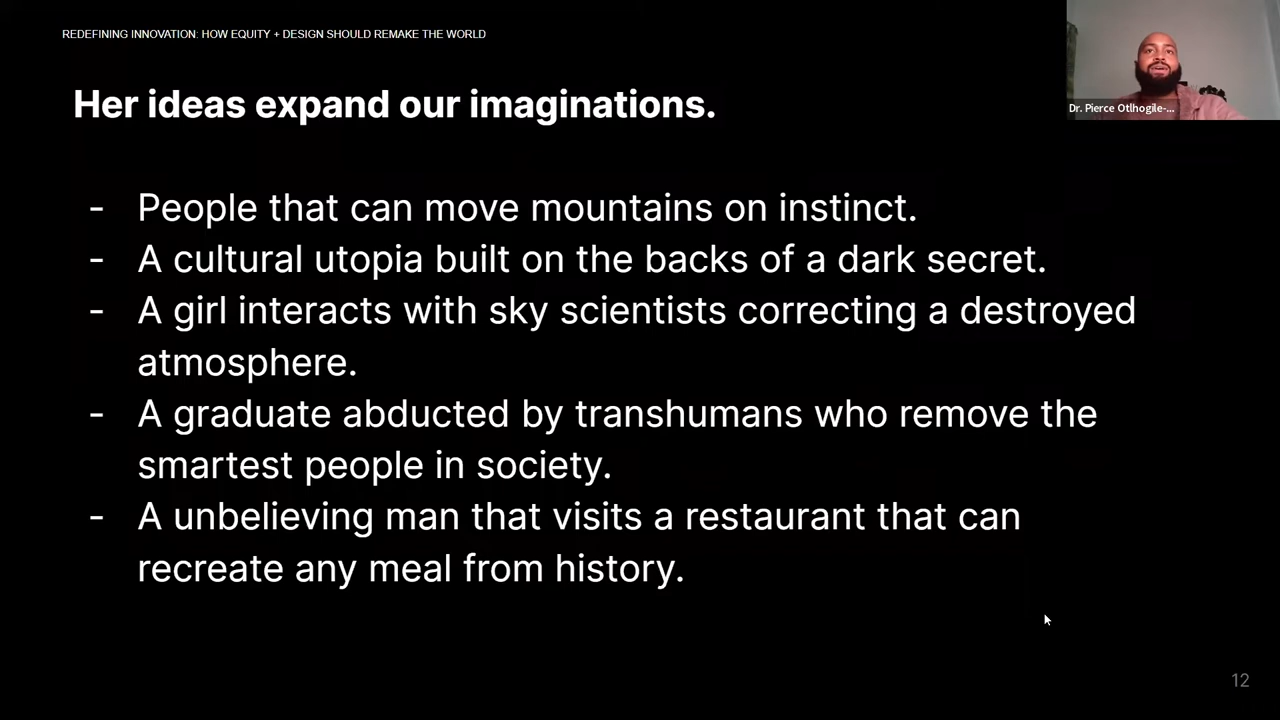 REDEFINING INNOVATION: HOW EQUITY + DESIGN SHOULD REMAKE THE WORLD
Dr. Pierce Otlhogile-...
Her ideas expand our imaginations.
- People that can move mountains on instinct.
- A cultural utopia built on the backs of a dark secret.
- A girl interacts with sky scientists correcting a destroyed
atmosphere.
- A graduate abducted by transhumans who remove the
smartest people in society.
- A unbelieving man that visits a restaurant that can
recreate any meal from history.
12